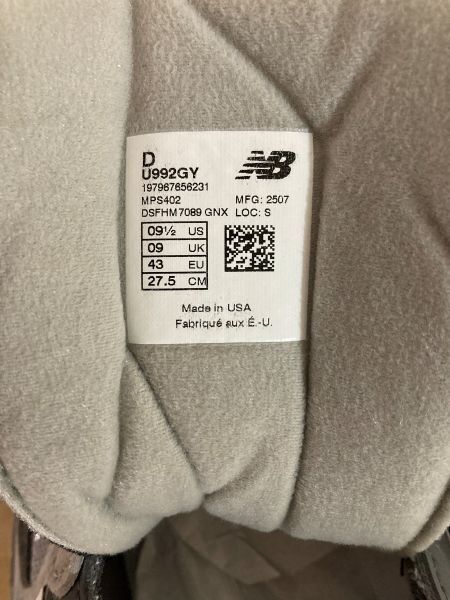 D
U992GY
197967656231
MPS402 MFG: 2507
DSFHM7089 GNX LOC: S
09½ US
09 UK
43 EU
27.5 CM
NB
Made in USA
Fabriqué aux É.-U.